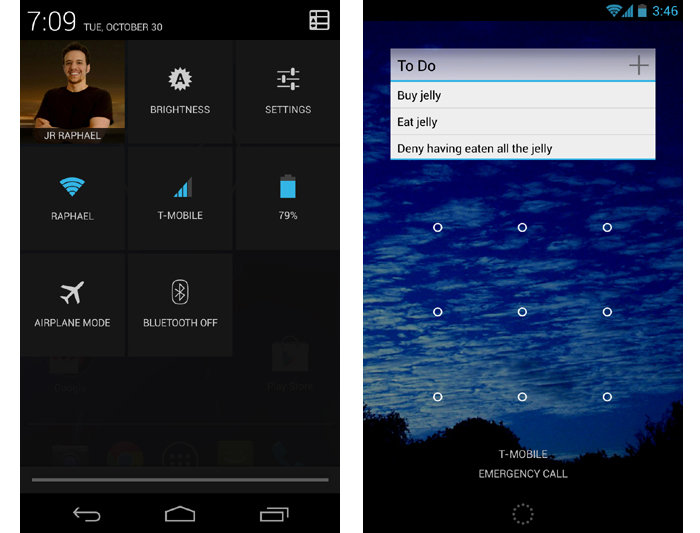 7:09 TUE, OCTOBER 30
JR RAPHAEL
BRIGHTNESS
SETTINGS
RAPHAEL
T-MOBILE
79%
AIRPLANE MODE
BLUETOOTH OFF
Google
Play Store
3:46
To Do
Buy jelly
Eat jelly
Deny having eaten all the jelly
T-MOBILE
EMERGENCY CALL